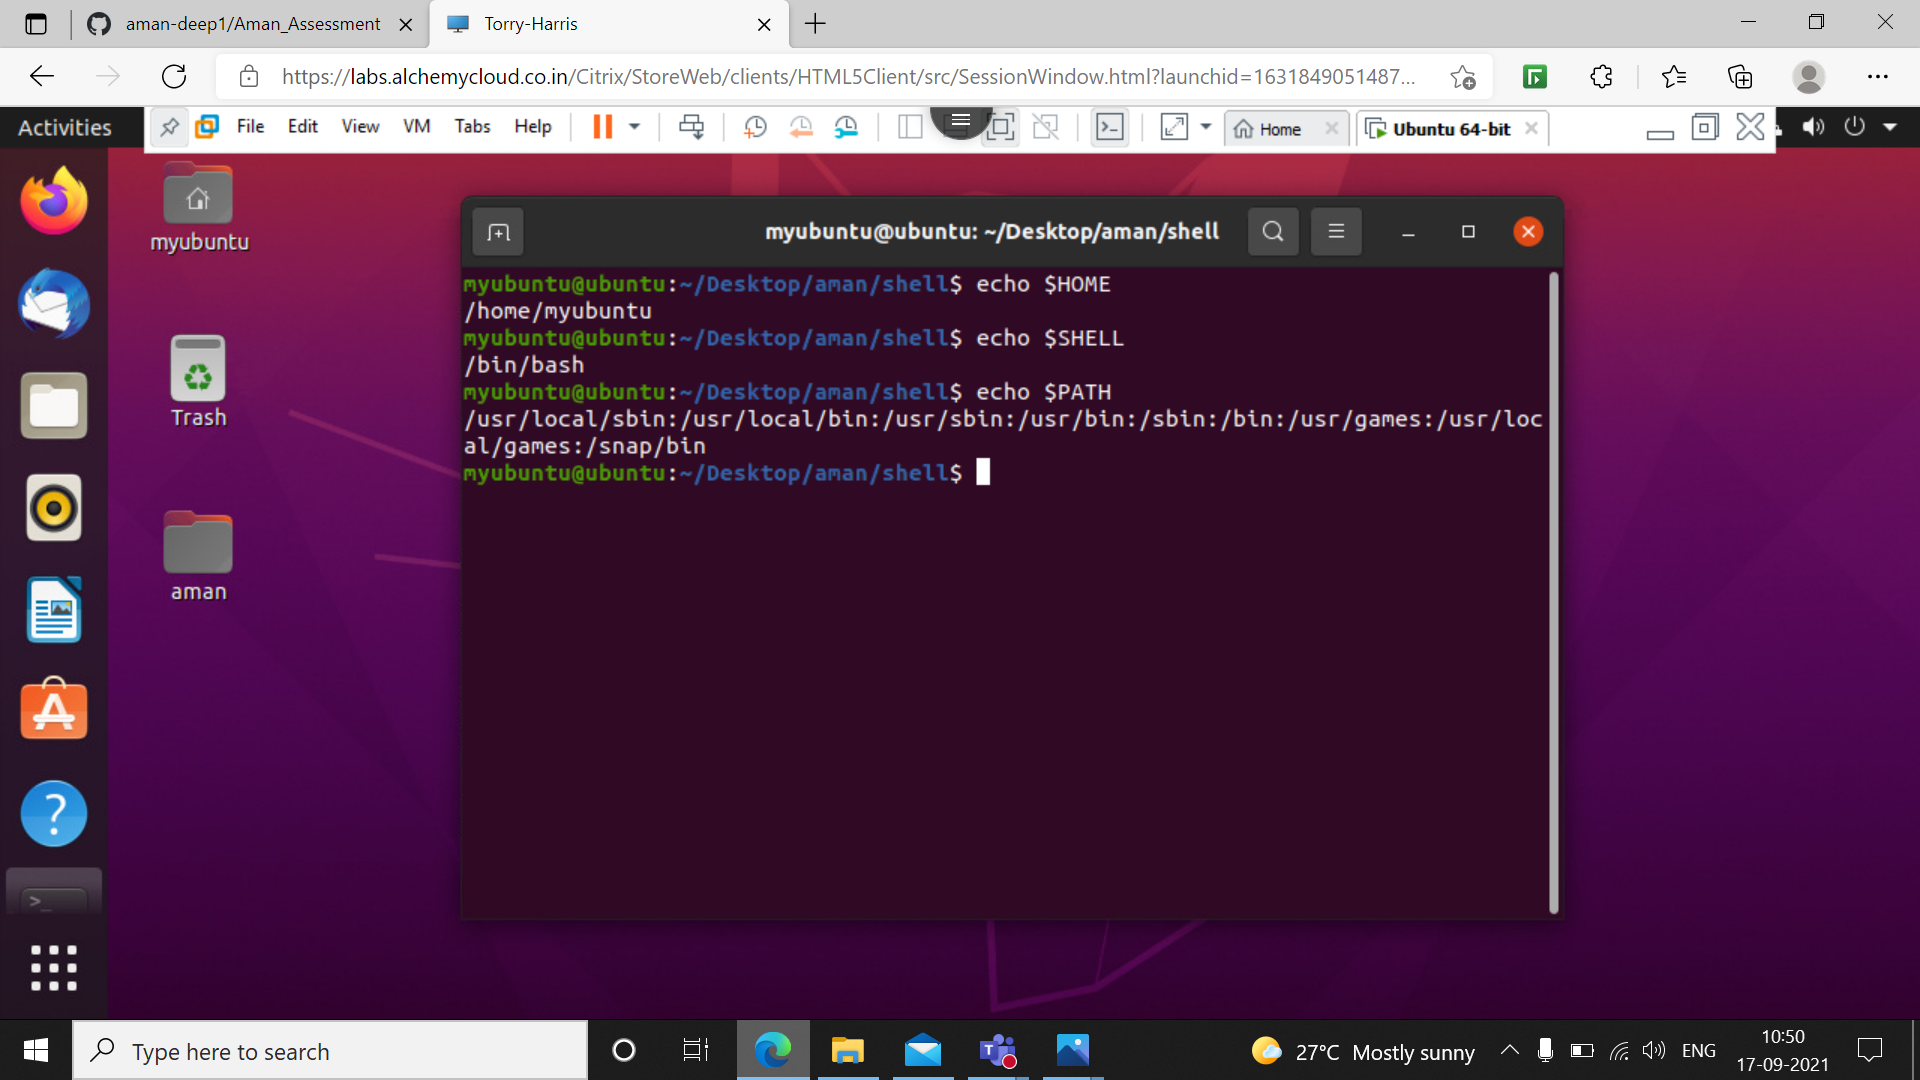 aman-deep1/Aman_Assessment
Torry-Harris
https://labs.alchemycloud.co.in/Citrix/StoreWeb/clients/HTML5Client/src/SessionWindow.html?launchid=1631849051487...
Activities
File Edit View VM Tabs Help
Home
Ubuntu 64-bit
myubuntu
Trash
aman
myubuntu@ubuntu: ~/Desktop/aman/shell
myubuntu@ubuntu:~/Desktop/aman/shell$ echo $HOME
/home/myubuntu
myubuntu@ubuntu:~/Desktop/aman/shell$ echo $SHELL
/bin/bash
myubuntu@ubuntu:~/Desktop/aman/shell$ echo $PATH
/usr/local/sbin:/usr/local/bin:/usr/sbin:/usr/bin:/sbin:/bin:/usr/games:/usr/loc
al/games:/snap/bin
myubuntu@ubuntu:~/Desktop/aman/shell$
Type here to search
27°C Mostly sunny
ENG
10:50
17-09-2021